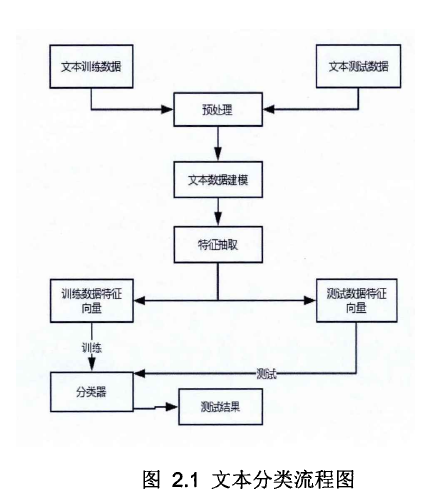 文本训练数据
文本测试数据
预处理
文本数据建模
特征抽取
训练数据特征
向量
测试数据特征
向量
训练
测试
分类器
测试结果
图 2.1 文本分类流程图